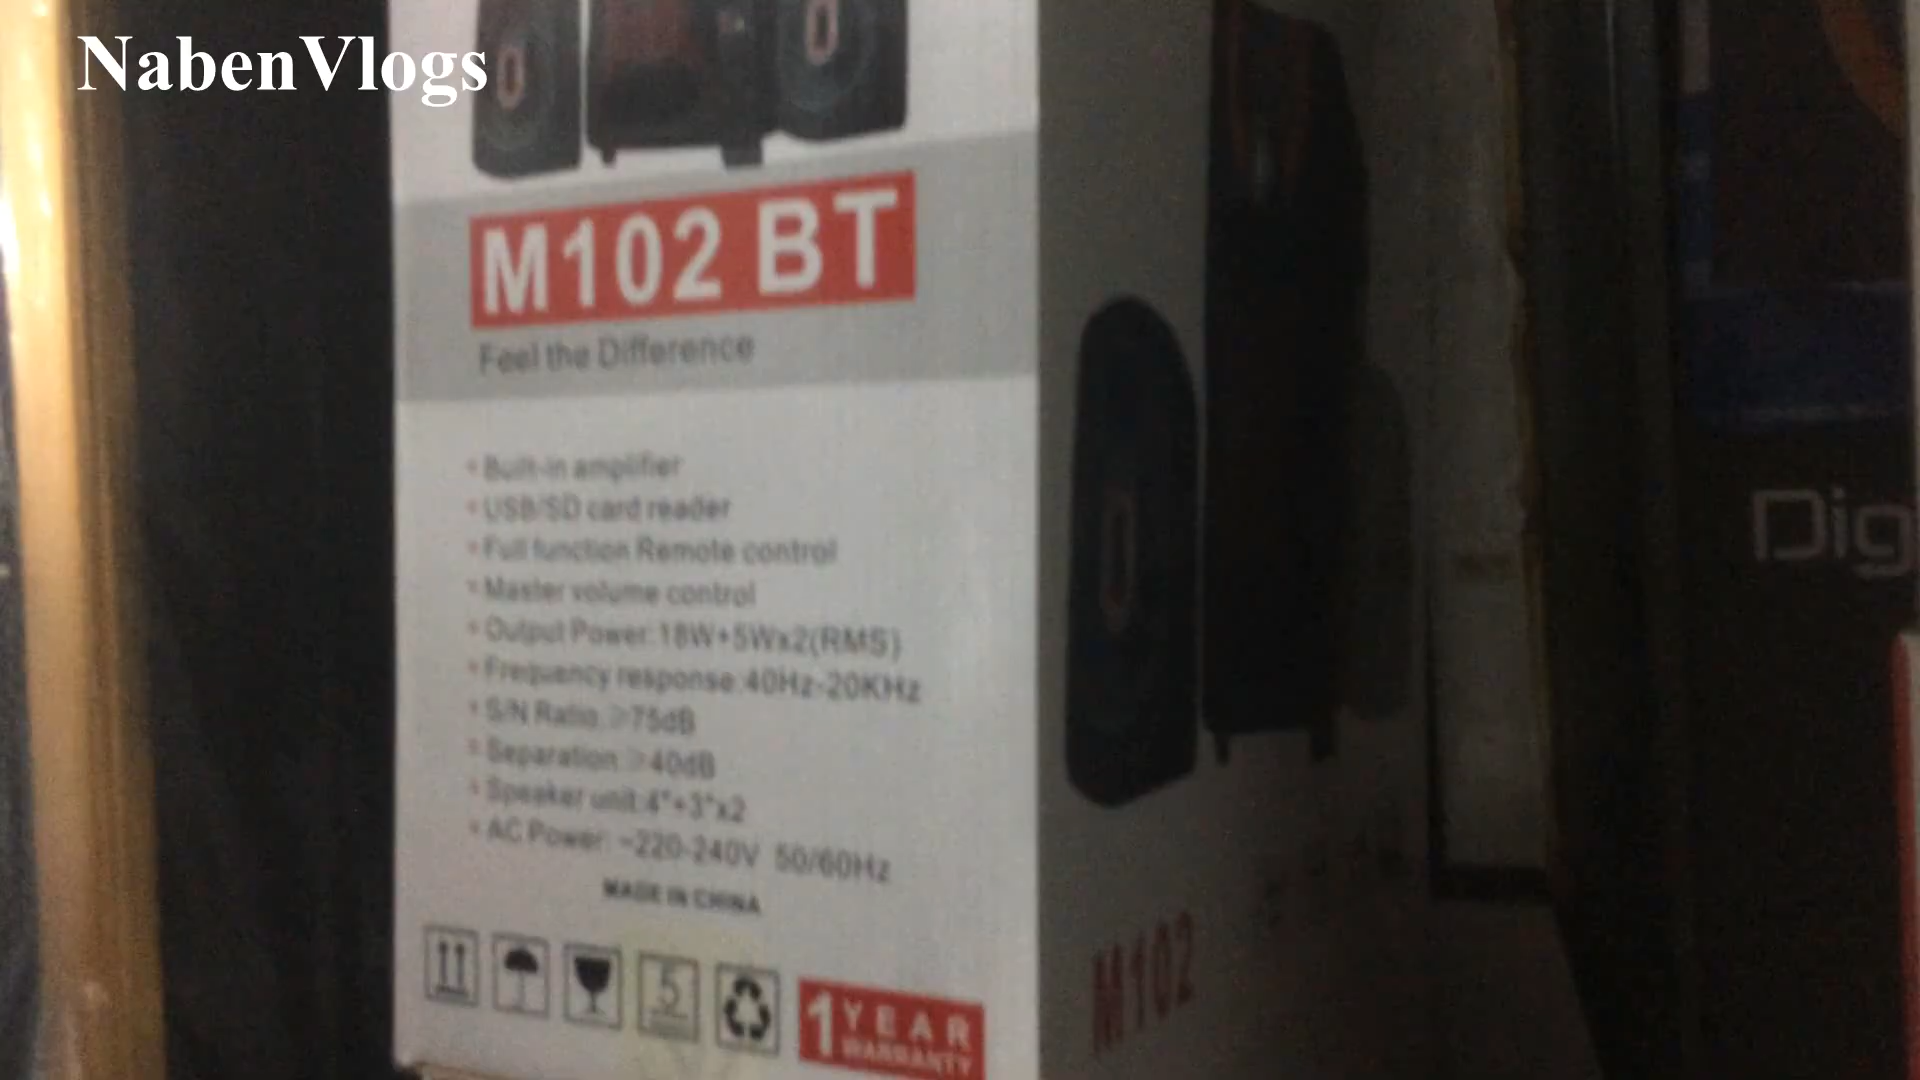 NabenVlogs
M102 BT
Feel the Difference
• Built-in amplifier
• USB/SD card reader
• Full function Remote control
• Master volume control
• Output Power:18W+5Wx2(RMS)
• Frequency response:40Hz-20KHz
• S/N Ratio:≥75dB
• Separation:≥40dB
• Speaker unit:4"+3"x2
• AC Power: ~220-240V 50/60Hz
MADE IN CHINA
5
1 YEAR
WARRANTY
M102
Dig